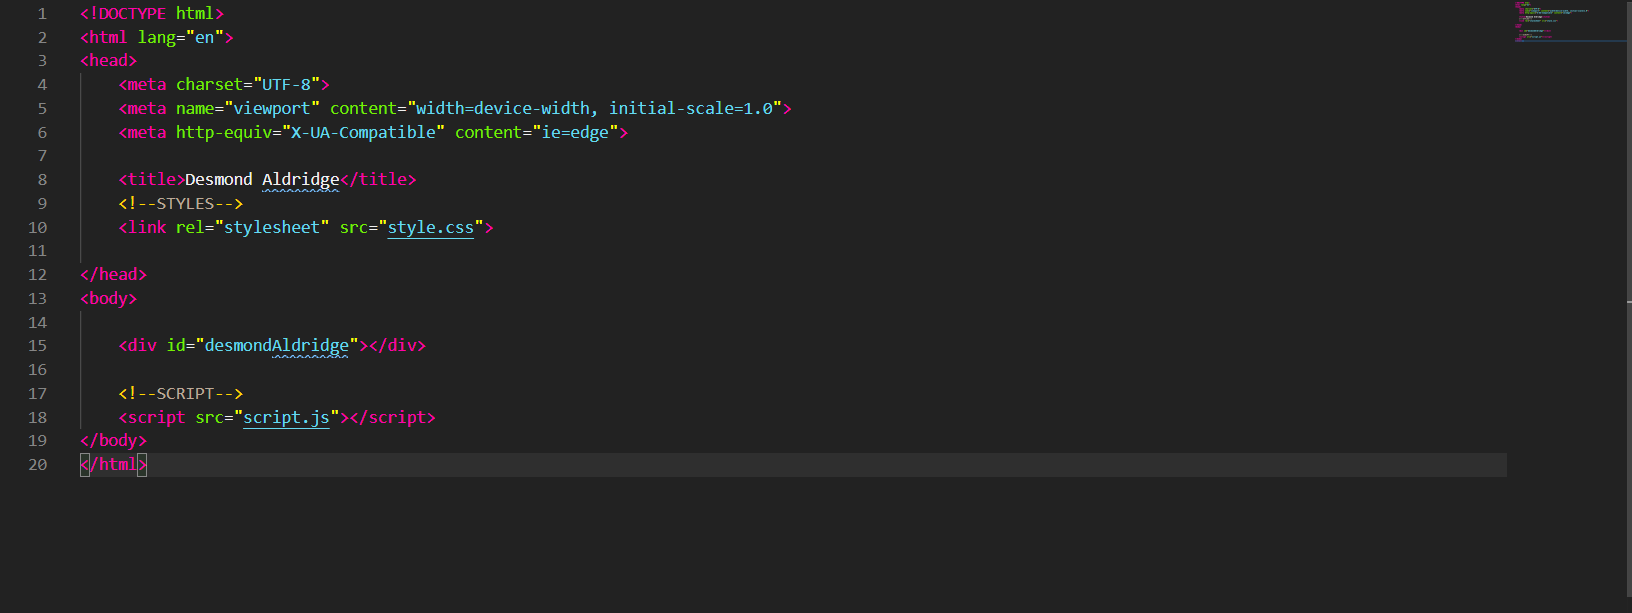 1 <!DOCTYPE html>
2 <html lang="en">
3 <head>
4     <meta charset="UTF-8">
5     <meta name="viewport" content="width=device-width, initial-scale=1.0">
6     <meta http-equiv="X-UA-Compatible" content="ie=edge">
7
8     <title>Desmond Aldridge</title>
9     <!--STYLES-->
10     <link rel="stylesheet" src="style.css">
11
12 </head>
13 <body>
14
15     <div id="desmondAldridge"></div>
16
17     <!--SCRIPT-->
18     <script src="script.js"></script>
19 </body>
20 </html>